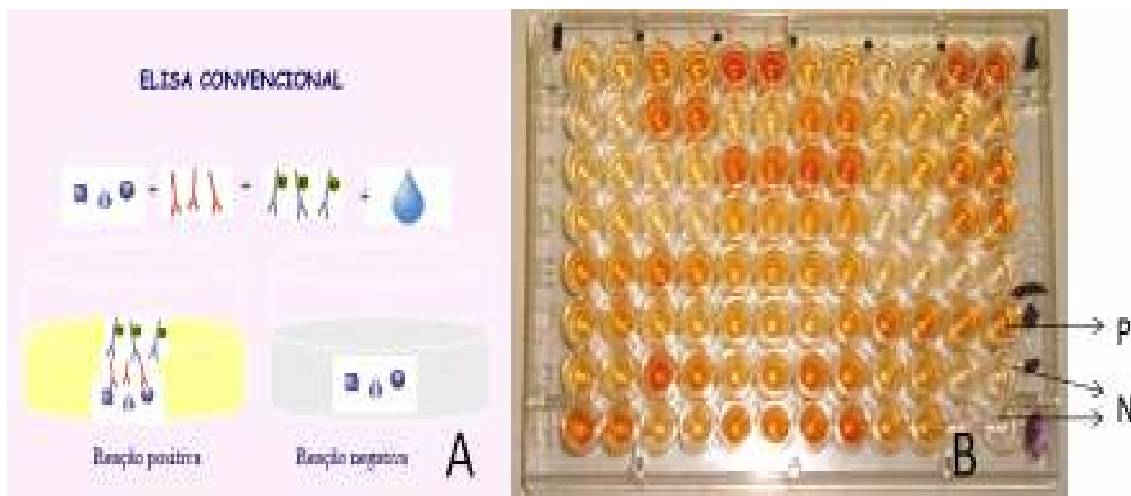 ELISA CONVENCIONAL
Reação positiva
Reação negativa
A
B
P
N